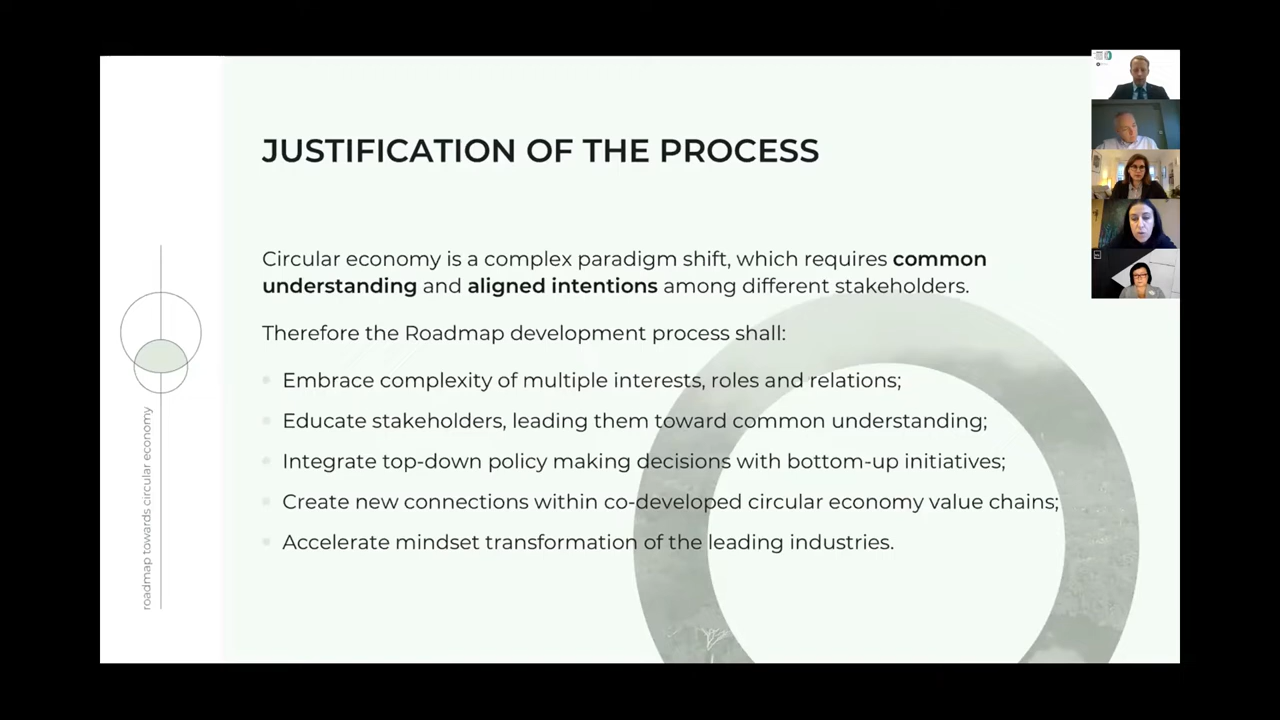 JUSTIFICATION OF THE PROCESS
Circular economy is a complex paradigm shift, which requires common
understanding and aligned intentions among different stakeholders.
Therefore the Roadmap development process shall:
Embrace complexity of multiple interests, roles and relations;
Educate stakeholders, leading them toward common understanding;
Integrate top-down policy making decisions with bottom-up initiatives;
Create new connections within co-developed circular economy value chains;
Accelerate mindset transformation of the leading industries.
roadmap towards circular economy